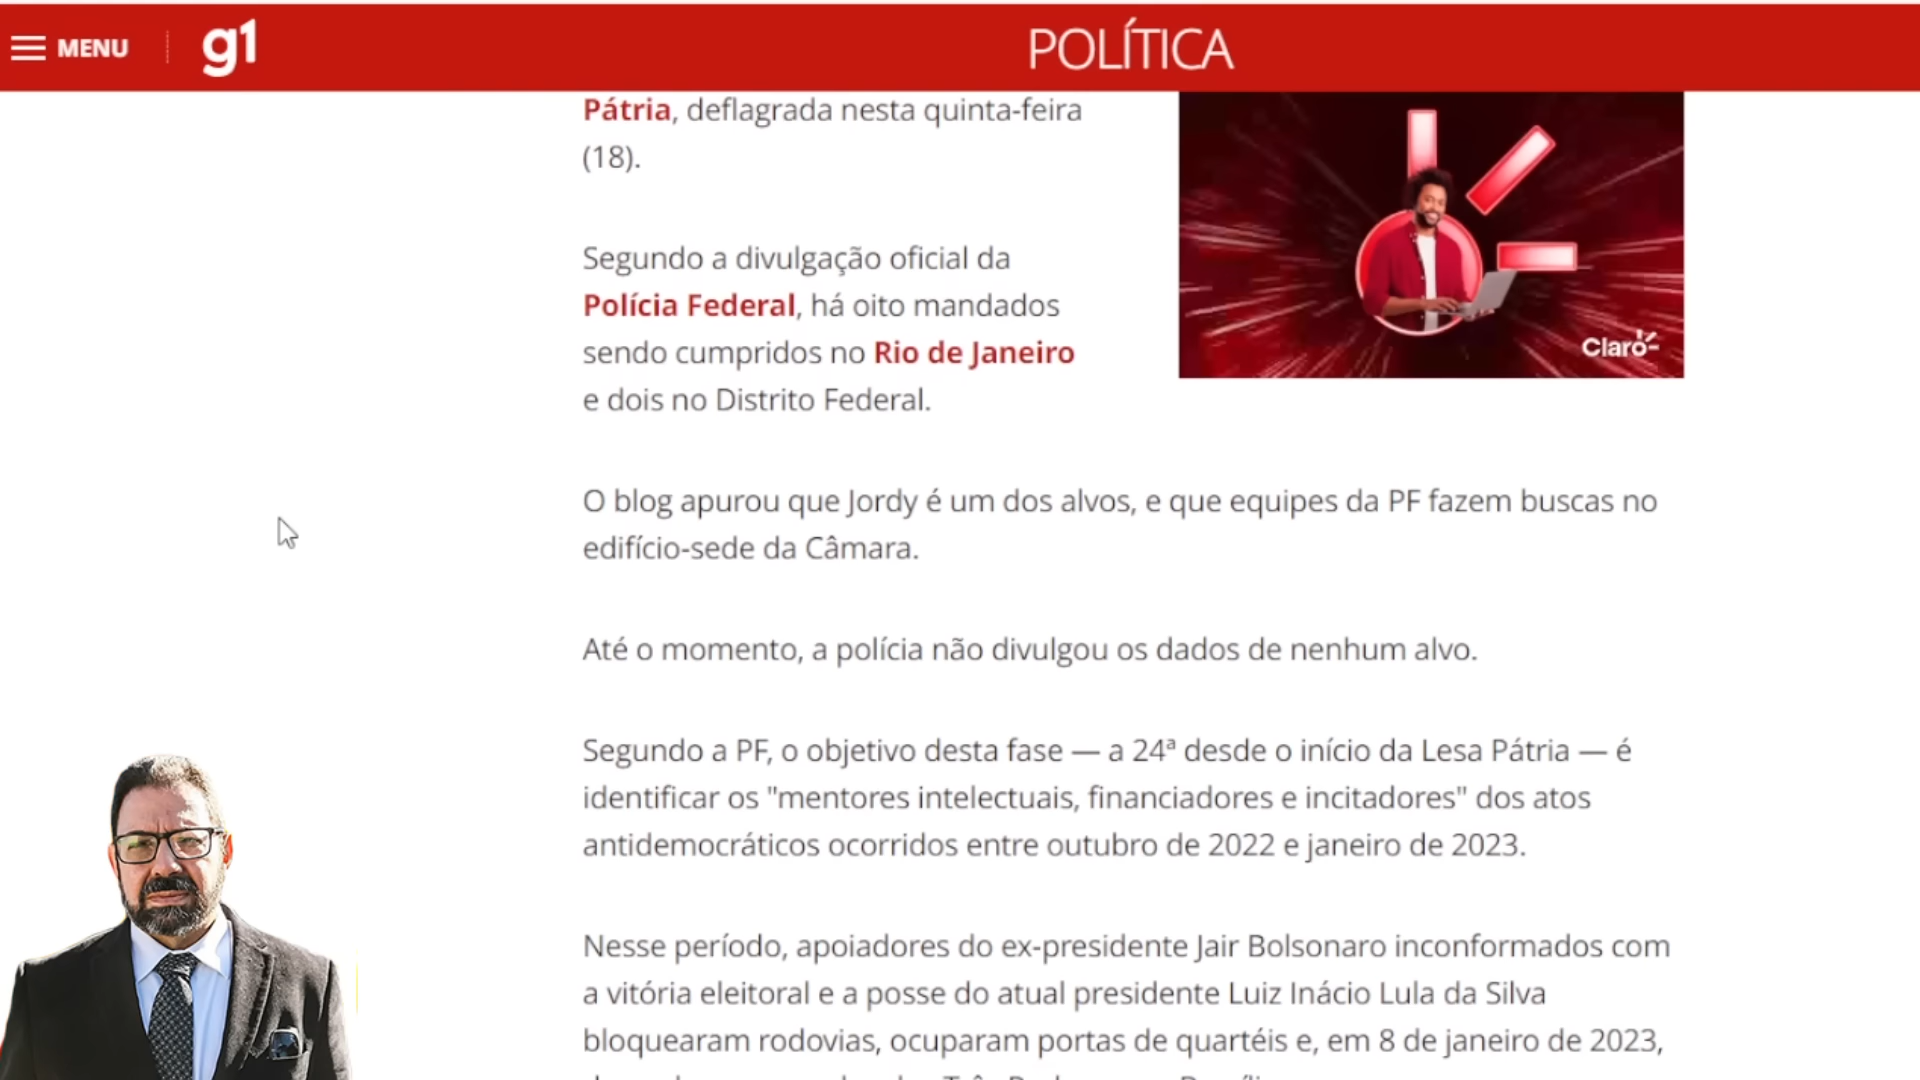 MENU
g1
POLÍTICA
Pátria, deflagrada nesta quinta-feira
(18).
Segundo a divulgação oficial da
Polícia Federal, há oito mandados
sendo cumpridos no Rio de Janeiro
e dois no Distrito Federal.
Claro
O blog apurou que Jordy é um dos alvos, e que equipes da PF fazem buscas no
edifício-sede da Câmara.
Até o momento, a polícia não divulgou os dados de nenhum alvo.
Segundo a PF, o objetivo desta fase — a 24ª desde o início da Lesa Pátria — é
identificar os "mentores intelectuais, financiadores e incitadores" dos atos
antidemocráticos ocorridos entre outubro de 2022 e janeiro de 2023.
Nesse período, apoiadores do ex-presidente Jair Bolsonaro inconformados com
a vitória eleitoral e a posse do atual presidente Luiz Inácio Lula da Silva
bloquearam rodovias, ocuparam portas de quartéis e, em 8 de janeiro de 2023,